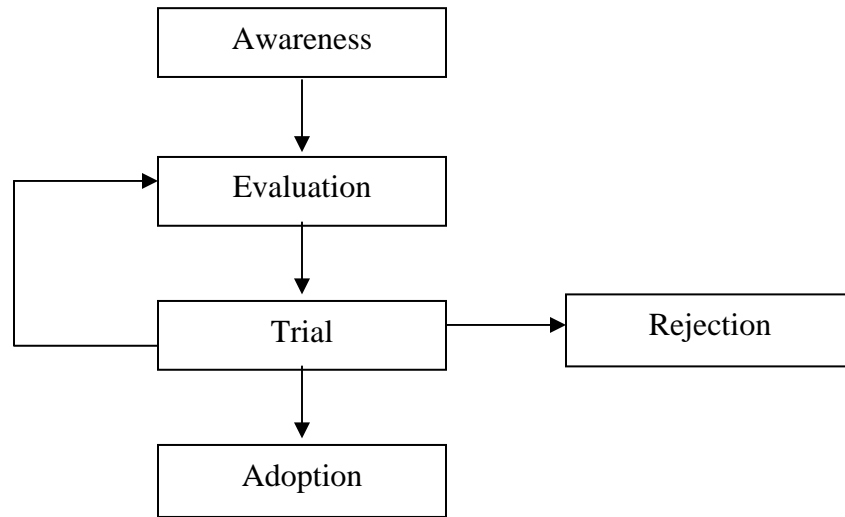 Awareness
Evaluation
Trial
Rejection
Adoption